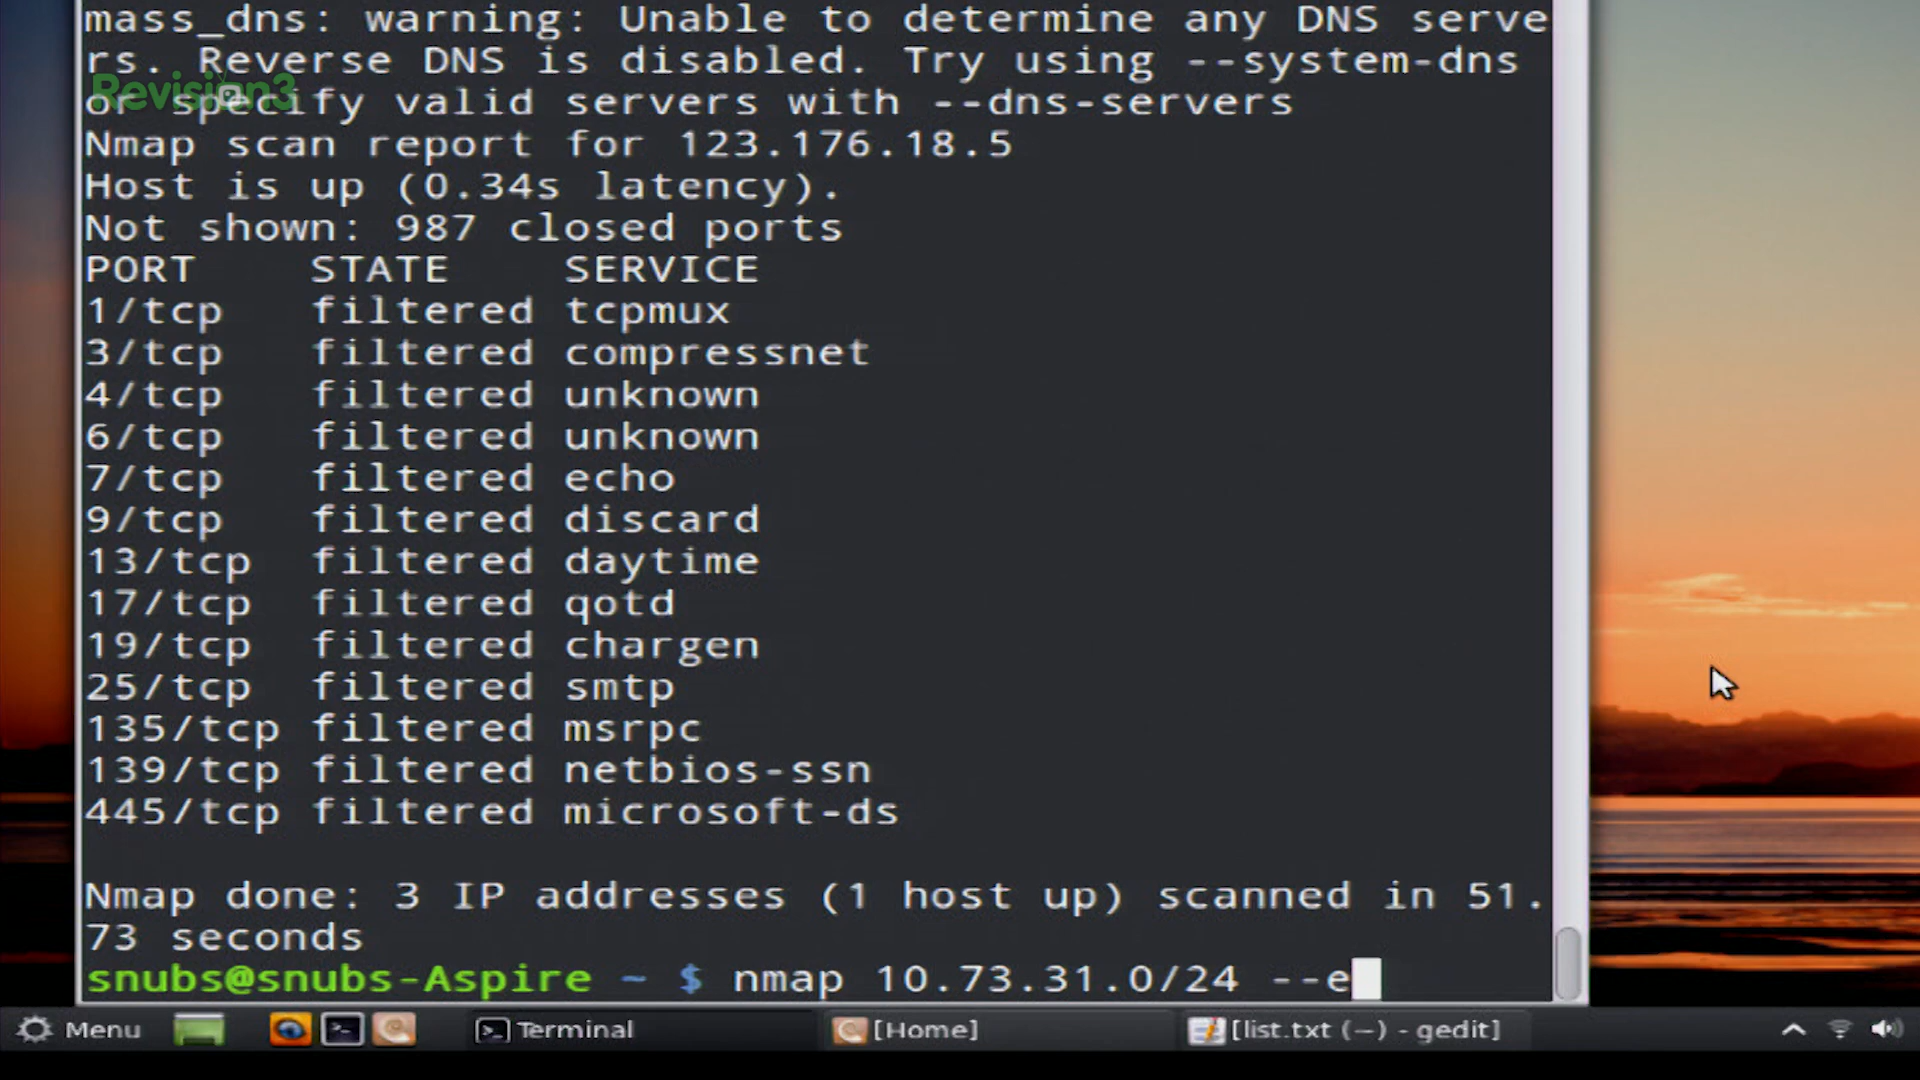 mass_dns: warning: Unable to determine any DNS serve
rs. Reverse DNS is disabled. Try using --system-dns
or specify valid servers with --dns-servers
Revision3
Nmap scan report for 123.176.18.5
Host is up (0.34s latency).
Not shown: 987 closed ports
PORT STATE SERVICE
1/tcp filtered tcpmux
3/tcp filtered compressnet
4/tcp filtered unknown
6/tcp filtered unknown
7/tcp filtered echo
9/tcp filtered discard
13/tcp filtered daytime
17/tcp filtered qotd
19/tcp filtered chargen
25/tcp filtered smtp
135/tcp filtered msrpc
139/tcp filtered netbios-ssn
445/tcp filtered microsoft-ds
Nmap done: 3 IP addresses (1 host up) scanned in 51.
73 seconds
snubs@snubs-Aspire ~ $ nmap 10.73.31.0/24 --e
Menu Terminal [Home] [list.txt (~) - gedit]